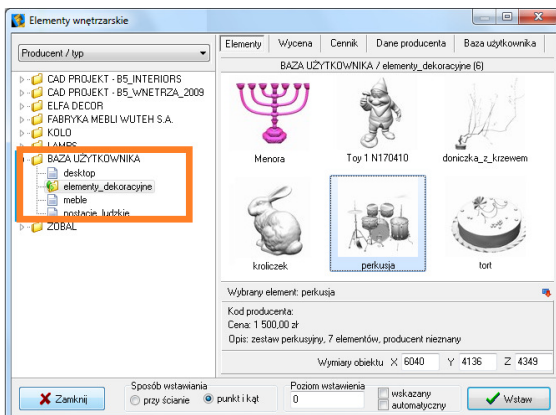 Elementy wnętrzarskie
Producent / typ
Elementy
Wycena
Cennik
Dane producenta
Baza użytkownika
BAZA UŻYTKOWNIKA / elementy_dekoracyjne (6)
CAD PROJEKT - B5_INTERIORS
CAD PROJEKT - B5_WNETRZA_2009
ELFA DECOR
FABRYKA MEBLI WUTEH S.A.
KOLO
LAMPS
BAZA UŻYTKOWNIKA
desktop
elementy_dekoracyjne
meble
postacie_ludzkie
ZOBAL
Menora
Toy 1 N170410
doniczka_z_krzewem
kroliczek
perkusja
tort
Wybrany element: perkusja
Kod producenta:
Cena: 1 500,00 zł
Opis: zestaw perkusyjny, 7 elementów, producent nieznany
Wymiary obiektu X 6040 Y 4136 Z 4349
Zamknij
Sposób wstawiania
przy ścianie
punkt i kąt
Poziom wstawienia
0
wskazany
automatyczny
Wstaw